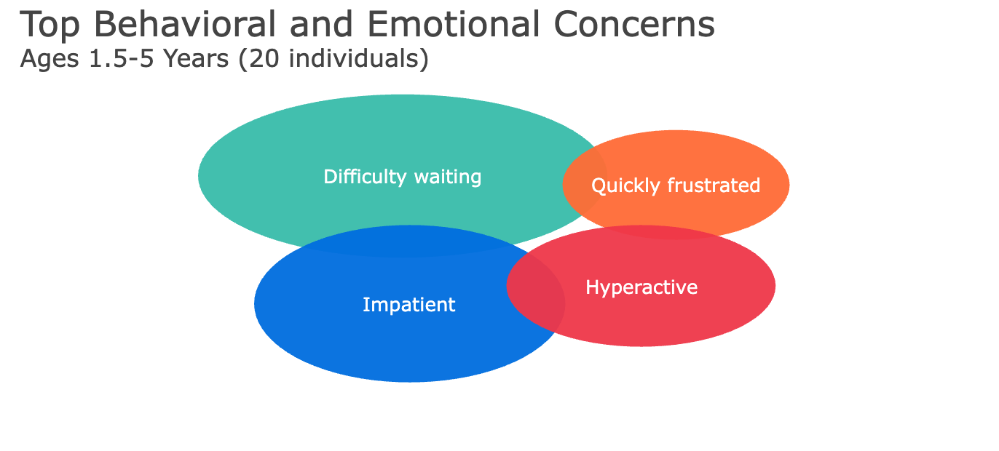 Top Behavioral and Emotional Concerns
Ages 1.5-5 Years (20 individuals)
Difficulty waiting
Quickly frustrated
Impatient
Hyperactive